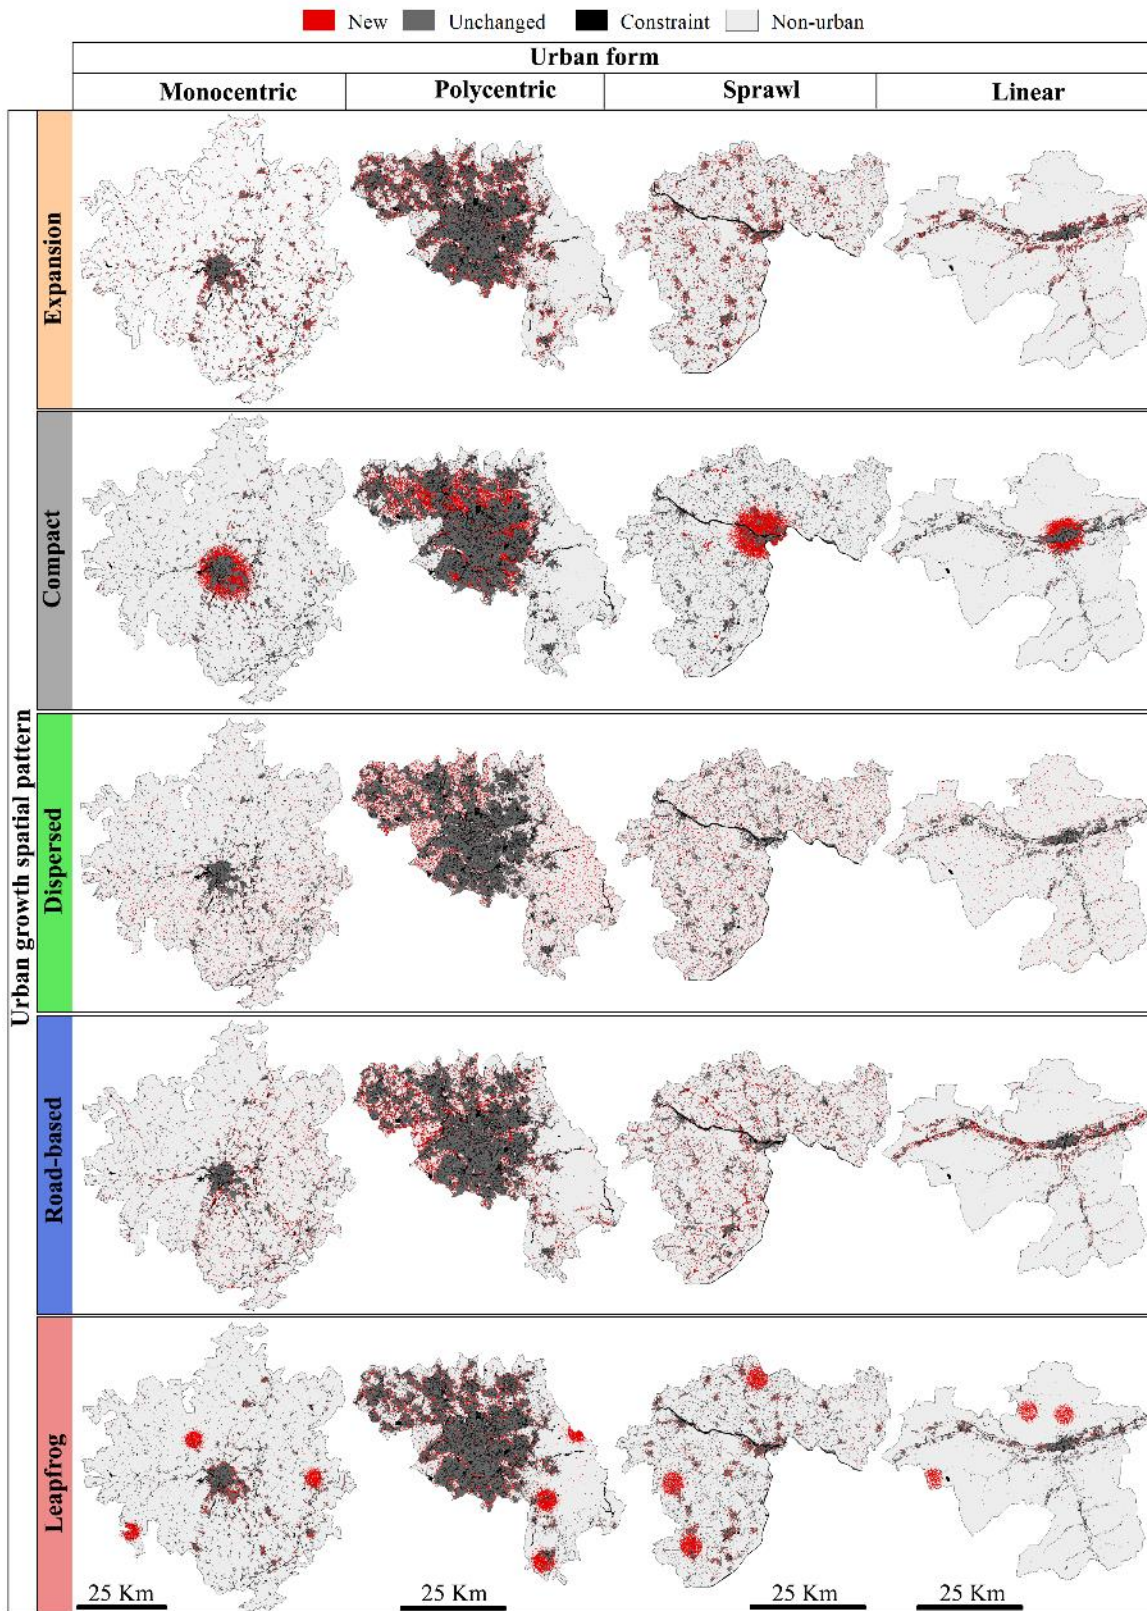 New Unchanged Constraint Non-urban
Urban form
Monocentric Polycentric Sprawl Linear
Urban growth spatial pattern
Expansion
Compact
Dispersed
Road-based
Leapfrog
25 Km 25 Km 25 Km 25 Km